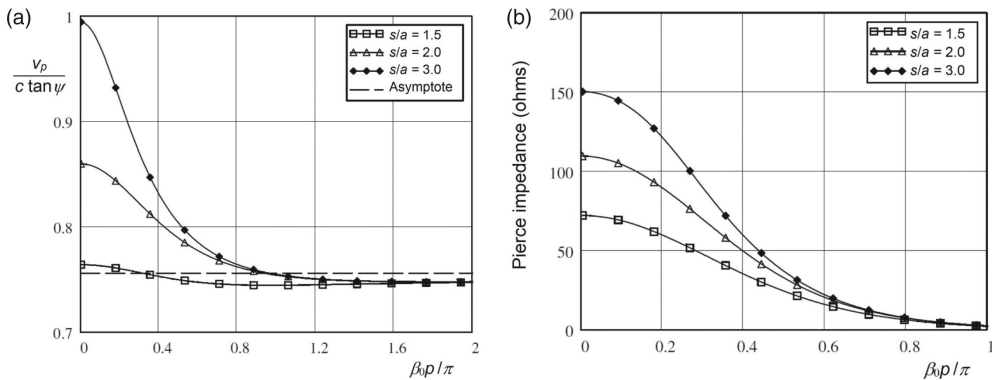 (a)
1
0.9
0.8
0.7
v_p / c tan ψ
s/a = 1.5
s/a = 2.0
s/a = 3.0
Asymptote
0 0.4 0.8 1.2 1.6 2
β₀p/π
(b)
200
150
100
50
0
Pierce impedance (ohms)
s/a = 1.5
s/a = 2.0
s/a = 3.0
0 0.2 0.4 0.6 0.8 1
β₀p/π